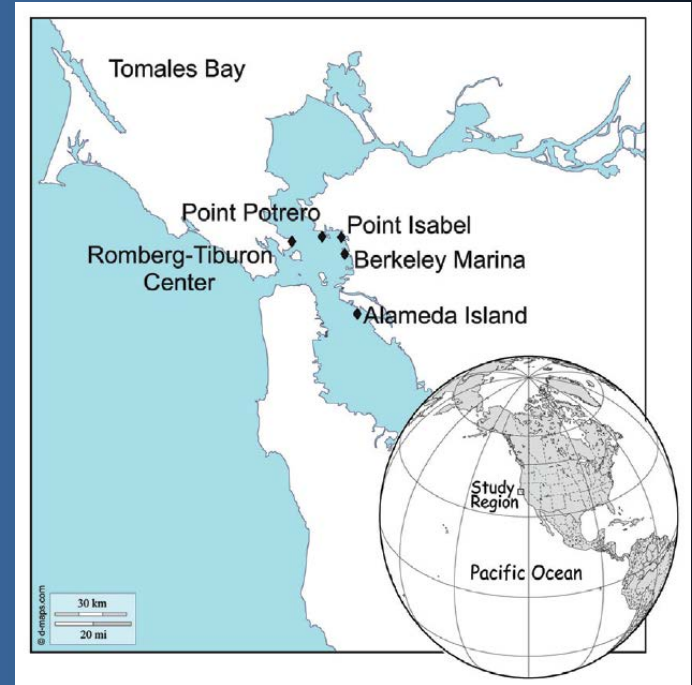 Tomales Bay
Point Potrero
Point Isabel
Romberg-Tiburon
Center
Berkeley Marina
Alameda Island
Study
Region
Pacific Ocean
30 km
20 mi
© d-maps.com